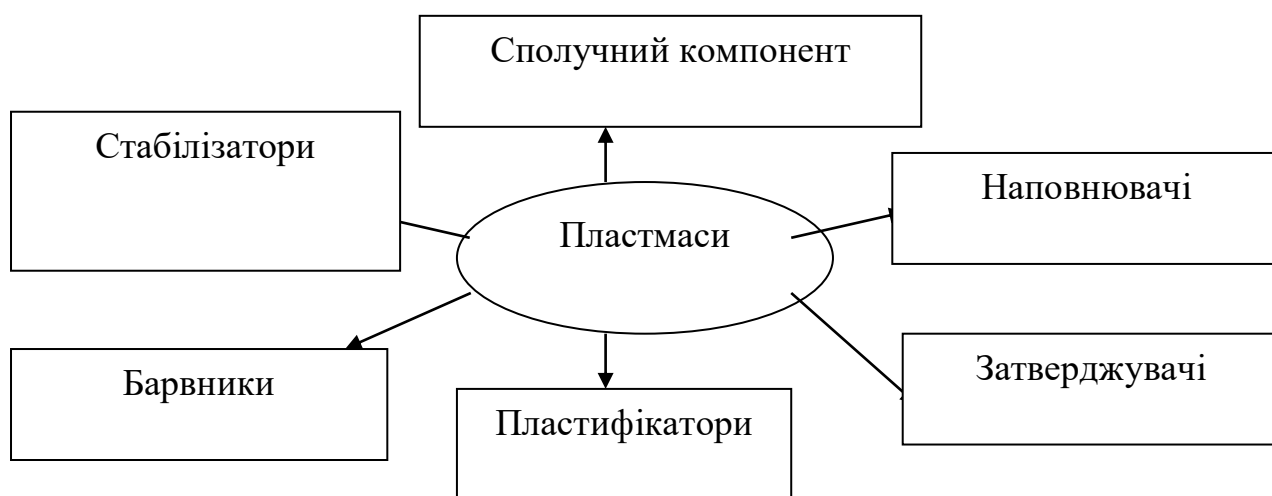 Сполучний компонент
Стабілізатори
Наповнювачі
Пластмаси
Затверджувачі
Барвники
Пластифікатори